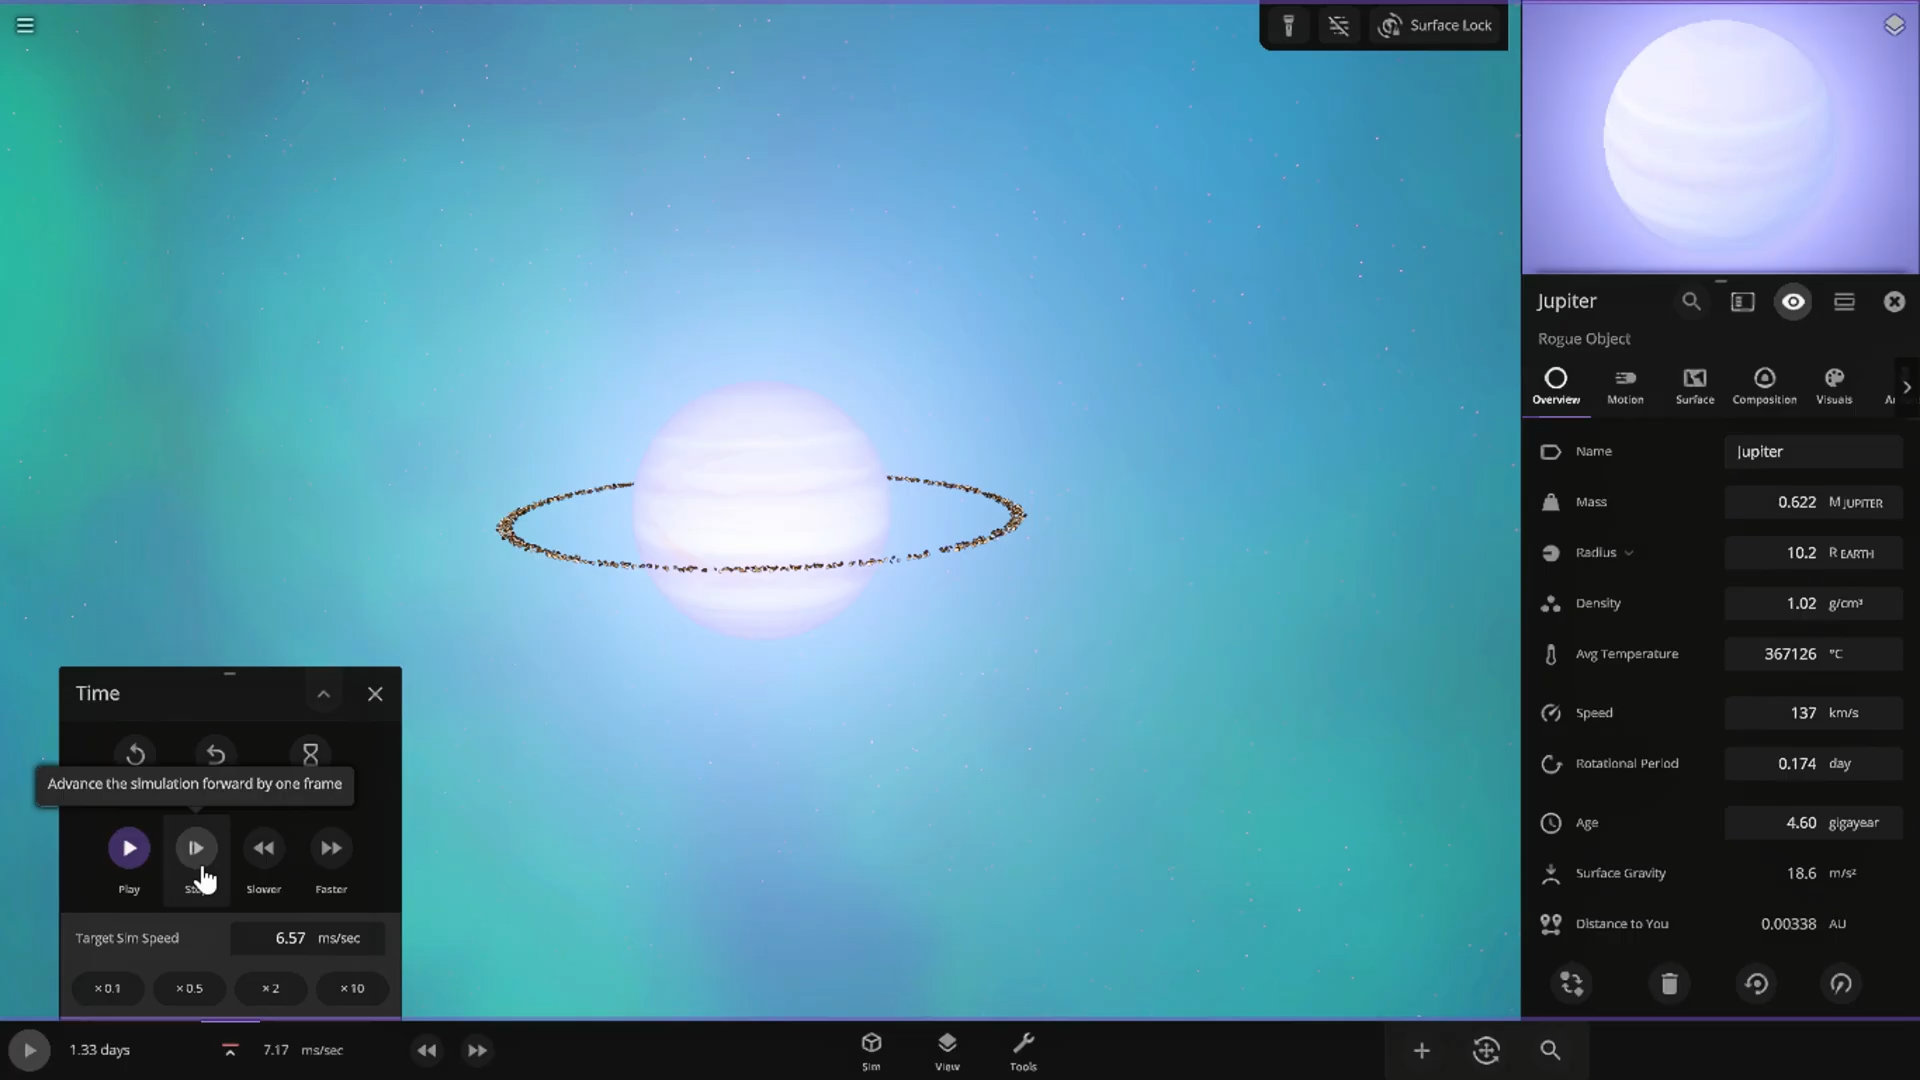 Surface Lock
Jupiter
Rogue Object
Overview
Motion
Surface
Composition
Visuals
Name
Jupiter
Mass
0.622 M JUPITER
Radius
10.2 R EARTH
Density
1.02 g/cm³
Avg Temperature
367126 °C
Speed
137 km/s
Rotational Period
0.174 day
Age
4.60 gigayear
Surface Gravity
18.6 m/s²
Distance to You
0.00338 AU
Time
Advance the simulation forward by one frame
Play
Slower
Faster
Target Sim Speed
6.57 ms/sec
× 0.1
× 0.5
× 2
× 10
1.33 days
7.17 ms/sec
Sim
View
Tools